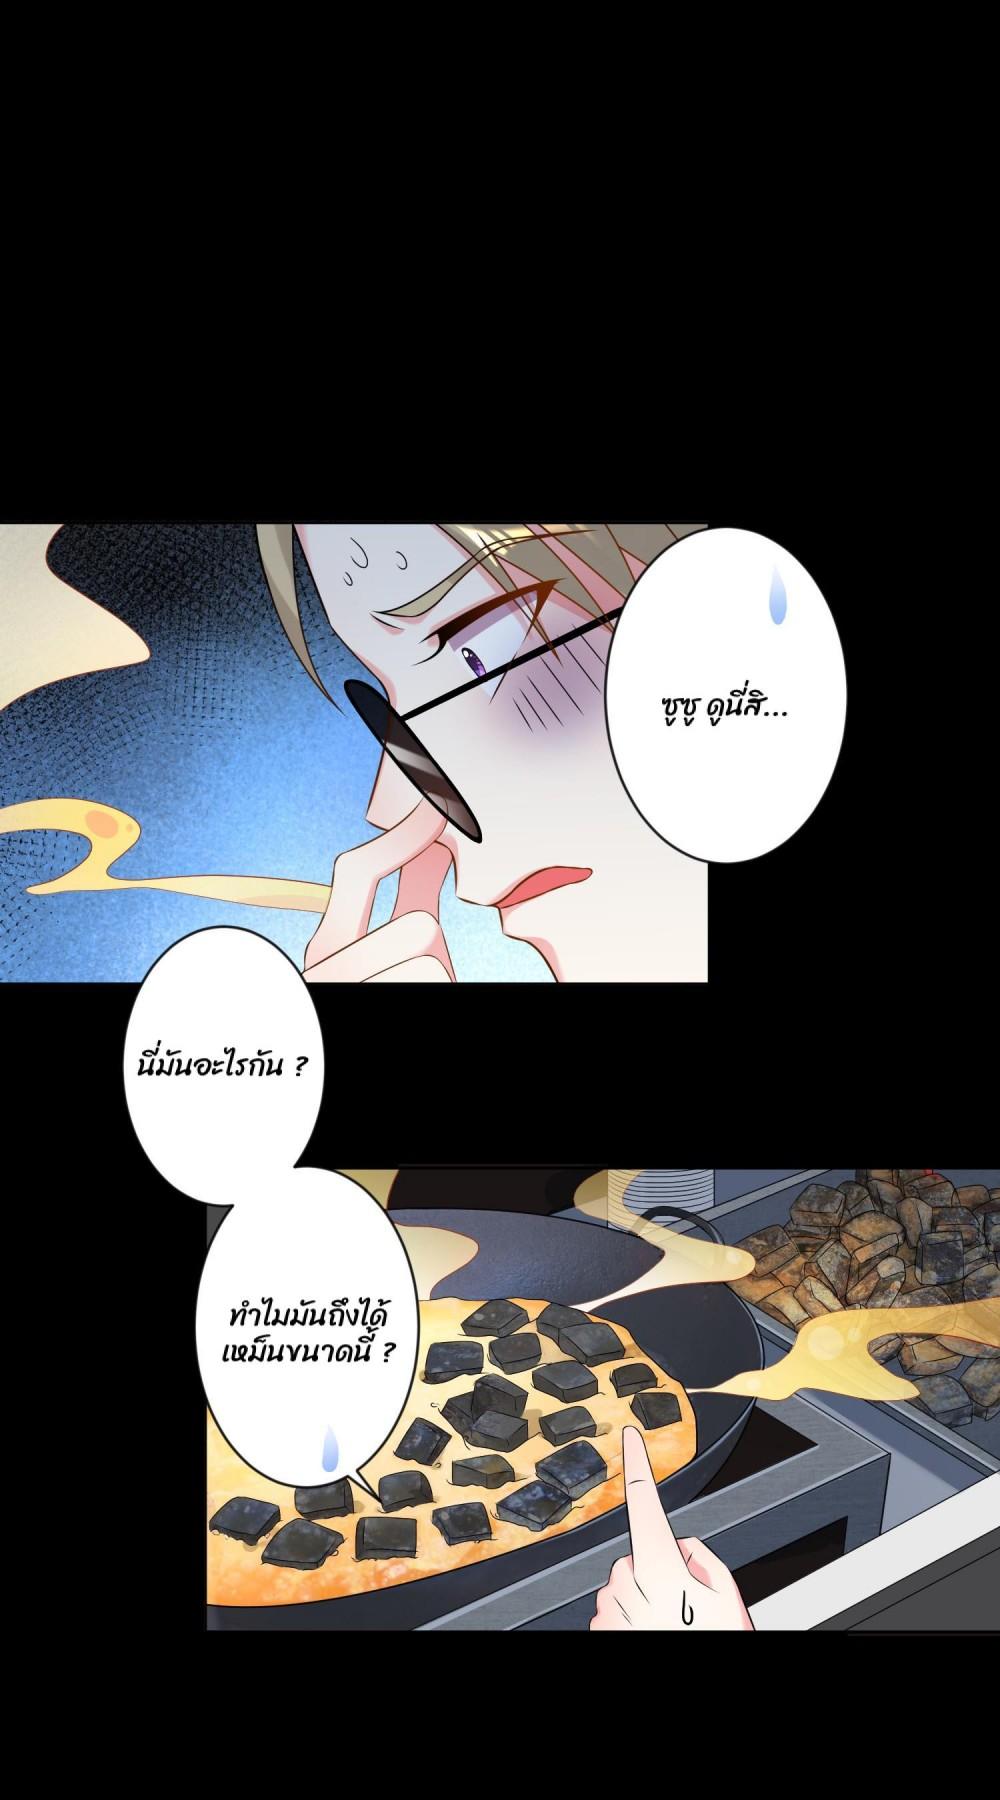 ซูซู ดูนี่สิ...
นี่มันอะไรกัน ?
ทำไมมันถึงได้
เหม็นขนาดนี้ ?